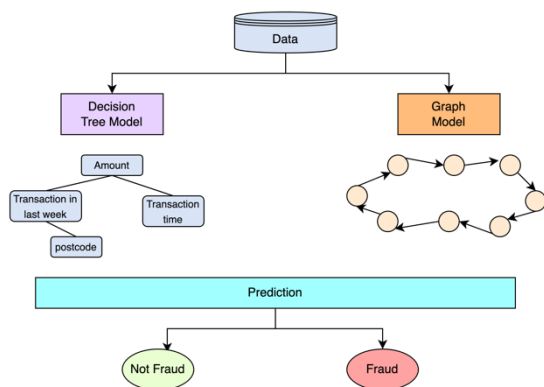 Data
Decision
Tree Model
Graph
Model
Amount
Transaction in
last week
Transaction
time
postcode
Prediction
Not Fraud
Fraud